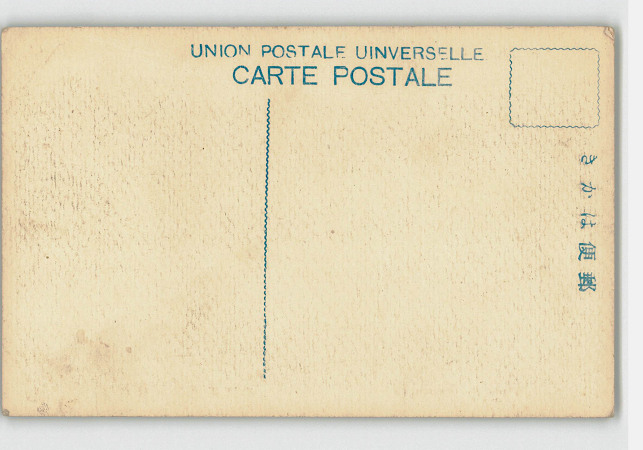 UNION POSTALE UINVERSELLE
CARTE POSTALE
きかは便郵